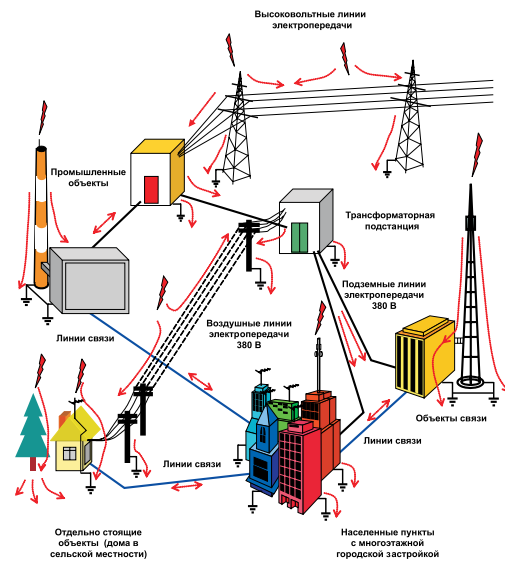 Высоковольтные линии
электропередачи
Промышленные
объекты
Трансформаторная
подстанция
Подземные линии
электропередачи
380 В
Воздушные линии
электропередачи
380 В
Линии связи
Объекты связи
Линии связи
Линии связи
Отдельно стоящие
объекты (дома в
сельской местности)
Населенные пункты
с многоэтажной
городской застройкой